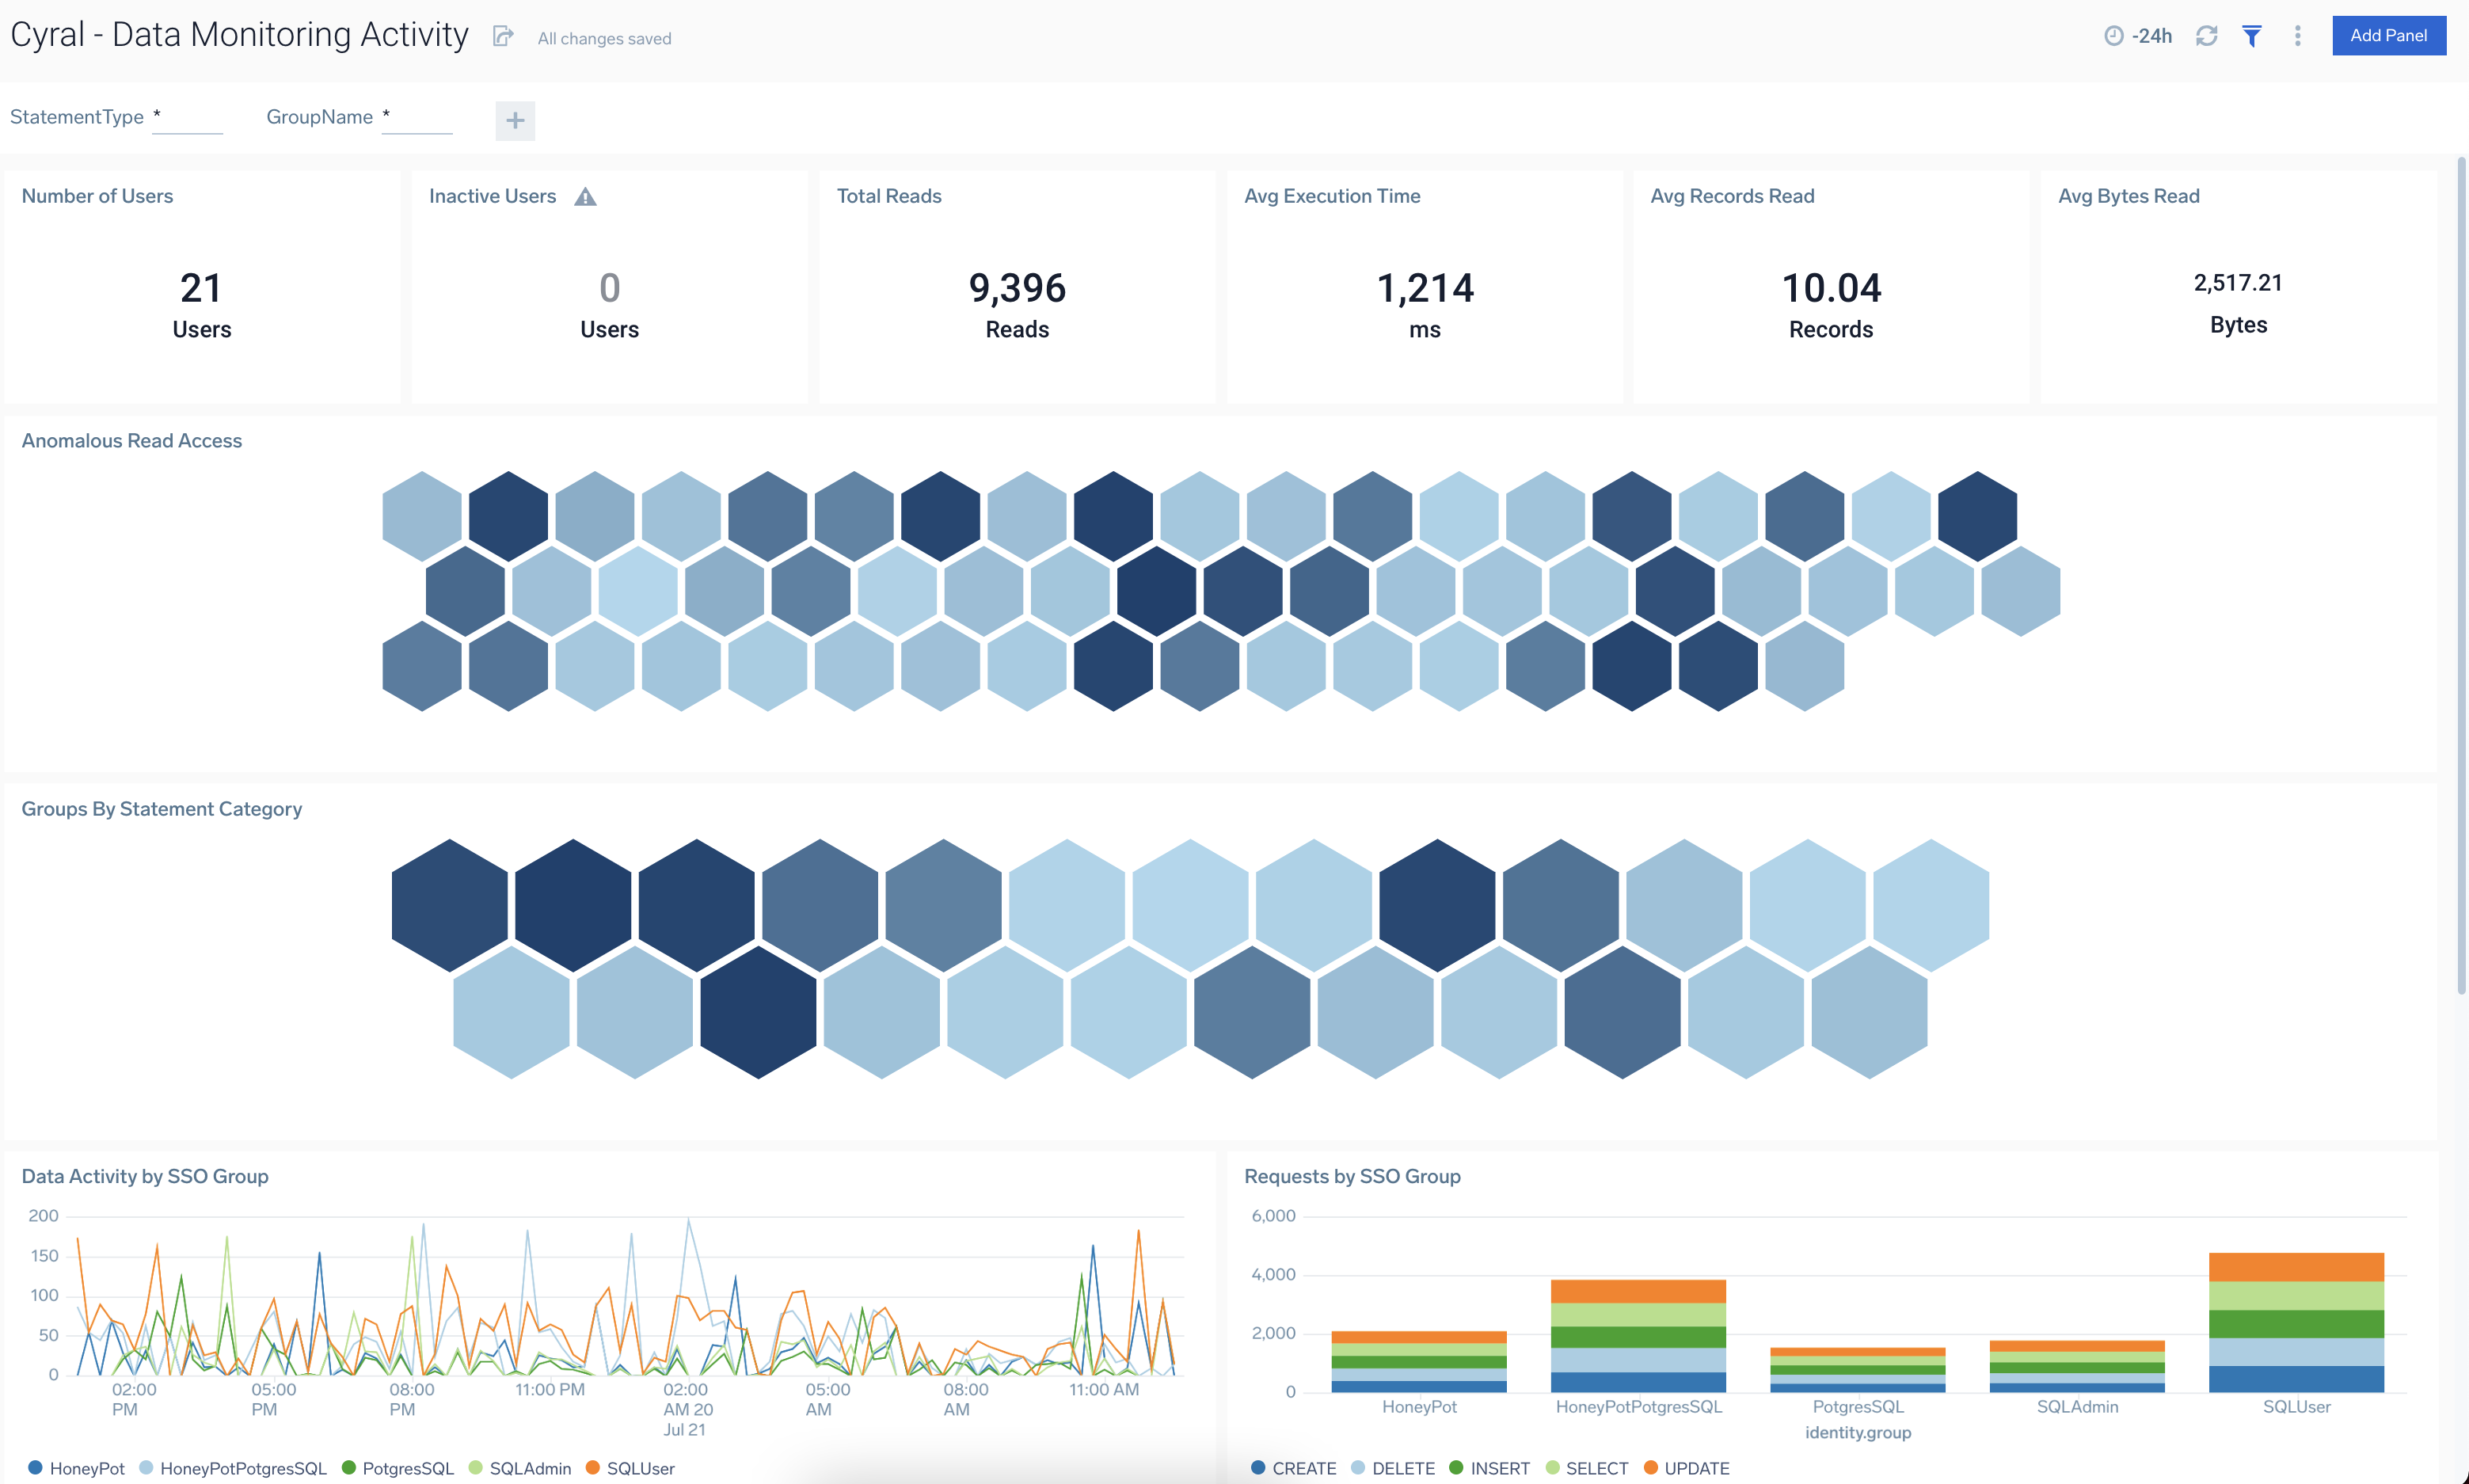 Cyral - Data Monitoring Activity
All changes saved
-24h
Add Panel
StatementType *
GroupName *
+
Number of Users
21
Users
Inactive Users
0
Users
Total Reads
9,396
Reads
Avg Execution Time
1,214
ms
Avg Records Read
10.04
Records
Avg Bytes Read
2,517.21
Bytes
Anomalous Read Access
Groups By Statement Category
Data Activity by SSO Group
200
150
100
50
0
02:00
PM
05:00
PM
08:00
PM
11:00 PM
02:00
AM 20
Jul 21
05:00
AM
08:00
AM
11:00 AM
HoneyPot HoneyPotPotgresSQL PotgresSQL SQLAdmin SQLUser
Requests by SSO Group
6,000
4,000
2,000
0
HoneyPot HoneyPotPotgresSQL PotgresSQL SQLAdmin SQLUser
identity.group
CREATE DELETE INSERT SELECT UPDATE